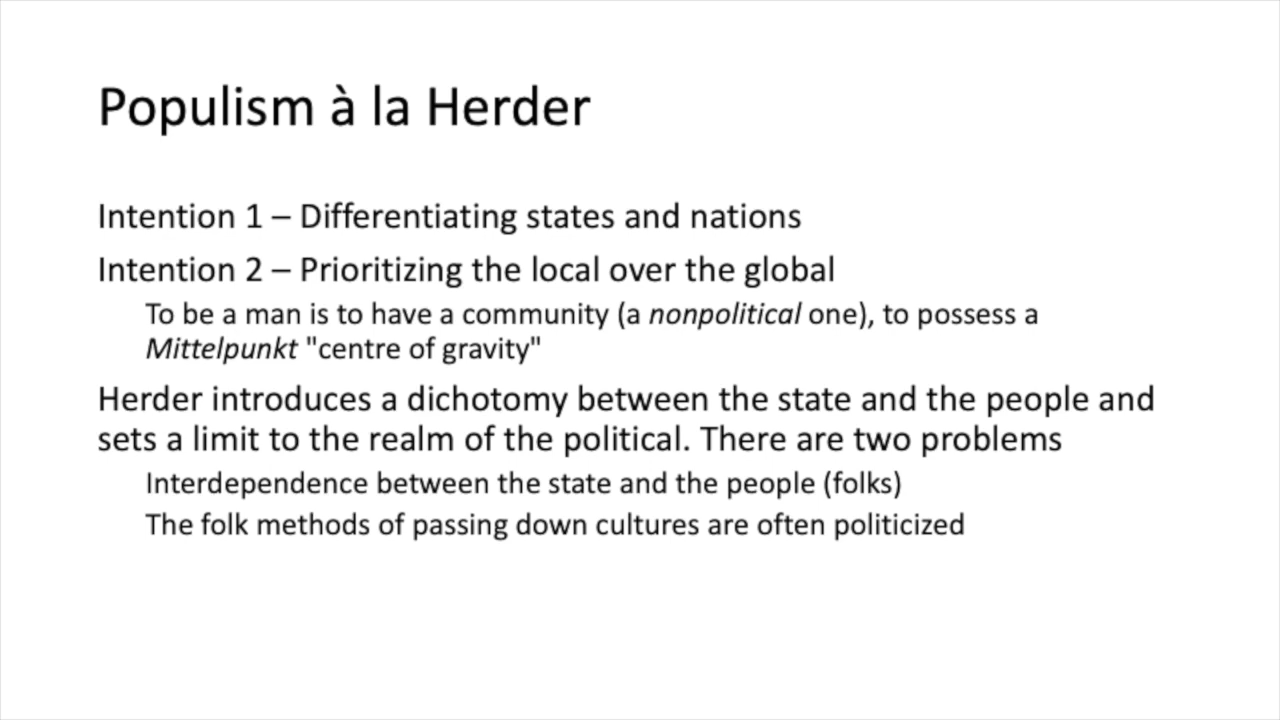 Populism à la Herder
Intention 1 – Differentiating states and nations
Intention 2 – Prioritizing the local over the global
To be a man is to have a community (a nonpolitical one), to possess a
Mittelpunkt "centre of gravity"
Herder introduces a dichotomy between the state and the people and
sets a limit to the realm of the political. There are two problems
Interdependence between the state and the people (folks)
The folk methods of passing down cultures are often politicized